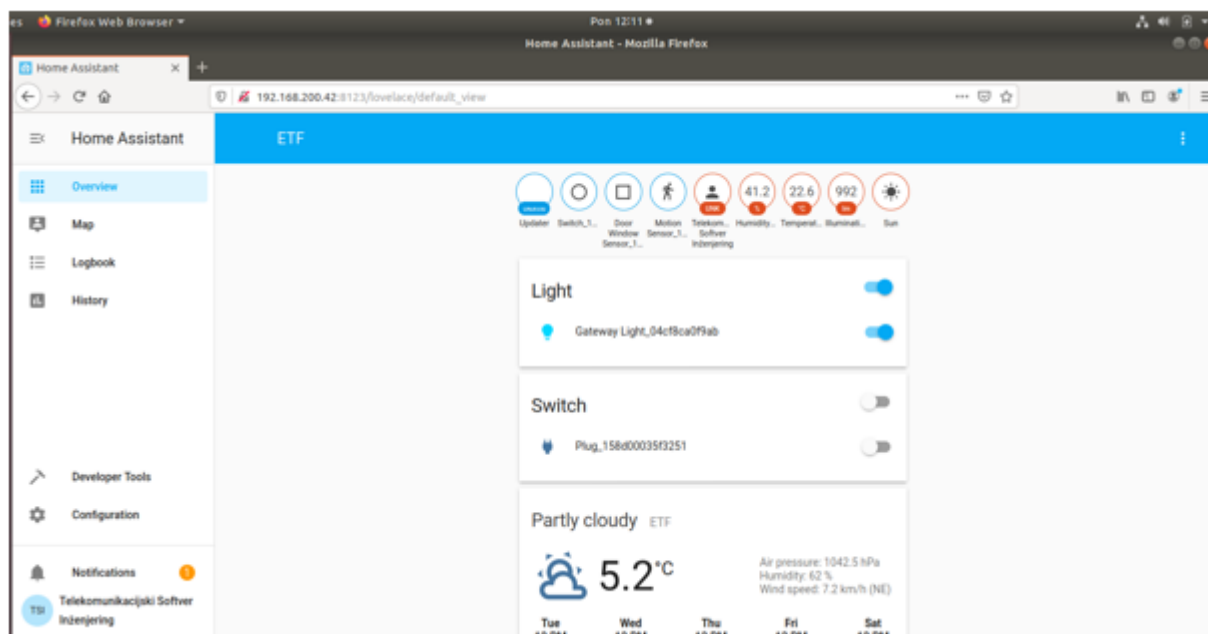 es Firefox Web Browser Pon 12:11
Home Assistant - Mozilla Firefox
Home Assistant
192.168.200.42:8123/lovelace/default_view
Home Assistant
ETF
Overview
Map
Logbook
History
Developer Tools
Configuration
Notifications 1
TSI Telekomunikacijski Softver
Inženjering
41.2 22.6 992
% °C lm
Updater Switch_1... Door Motion Telekom... Humidity... Temperat... Illuminati... Sun
Window Sensor_1... Softver
Sensor_1... Inženjering
Light
Gateway Light_04cf8ca0f9ab
Switch
Plug_158d00035f3251
Partly cloudy ETF
5.2°C
Air pressure: 1042.5 hPa
Humidity: 62 %
Wind speed: 7.2 km/h (NE)
Tue Wed Thu Fri Sat